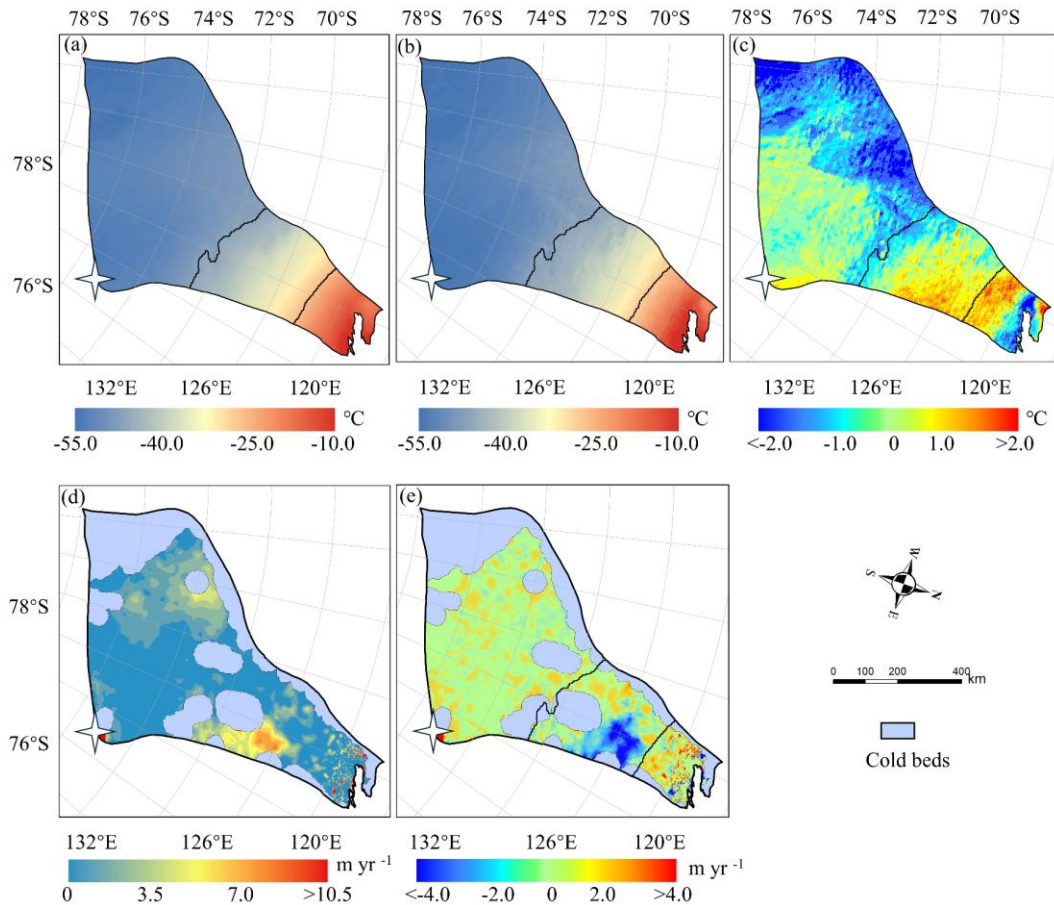 78°S 76°S 74°S 72°S 70°S 78°S 76°S 74°S 72°S 70°S 78°S 76°S 74°S 72°S 70°S
(a) (b) (c)
78°S
76°S
132°E 126°E 120°E 132°E 126°E 120°E 132°E 126°E 120°E
°C °C °C
-55.0 -40.0 -25.0 -10.0 -55.0 -40.0 -25.0 -10.0 <-2.0 -1.0 0 1.0 >2.0
(d) (e)
W
S
N
E
78°S
0 100 200 400 km
76°S
Cold beds
132°E 126°E 120°E 132°E 126°E 120°E
m yr -1 m yr -1
0 3.5 7.0 >10.5 <-4.0 -2.0 0 2.0 >4.0